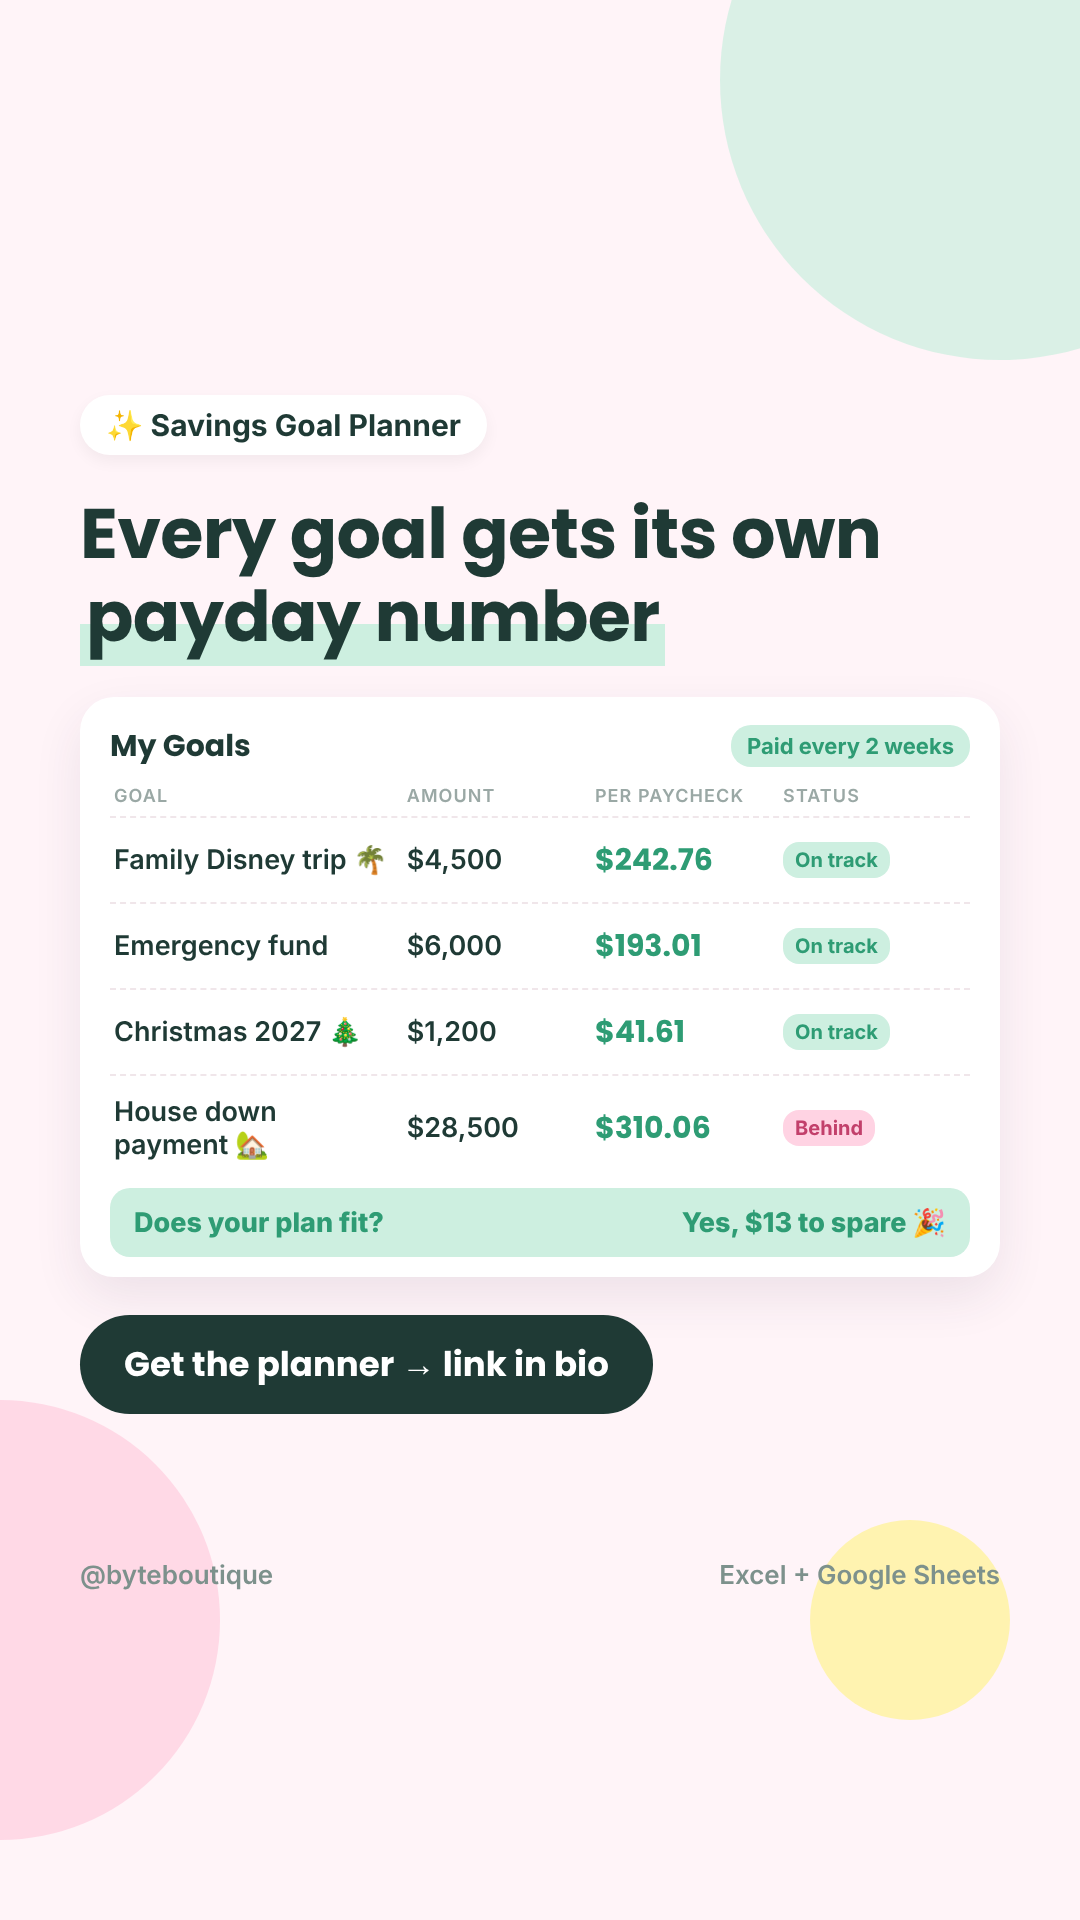 ✨ Savings Goal Planner
Every goal gets its own
payday number
My Goals
Paid every 2 weeks
GOAL AMOUNT PER PAYCHECK STATUS
Family Disney trip 🌴 $4,500 $242.76 On track
Emergency fund $6,000 $193.01 On track
Christmas 2027 🎄 $1,200 $41.61 On track
House down
payment 🏡 $28,500 $310.06 Behind
Does your plan fit? Yes, $13 to spare 🎉
Get the planner → link in bio
@byteboutique
Excel + Google Sheets